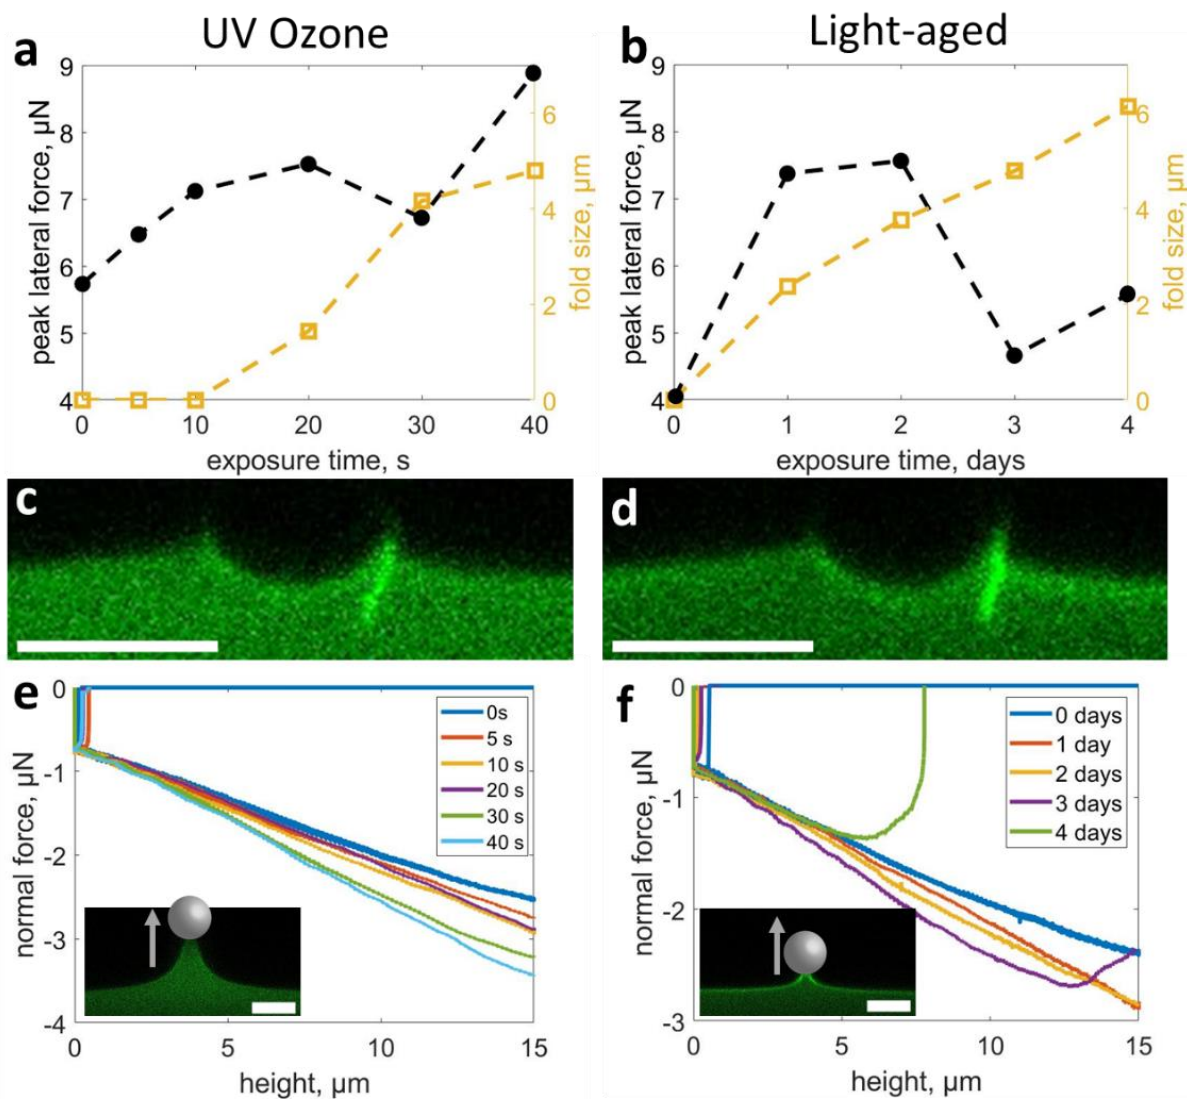 UV Ozone
Light-aged
a
9
8
7
6
5
4
peak lateral force, µN
6
4
2
0
fold size, µm
0
10
20
30
40
exposure time, s
b
9
8
7
6
5
4
peak lateral force, µN
6
4
2
0
fold size, µm
0
1
2
3
4
exposure time, days
c
d
e
0
-1
-2
-3
-4
normal force, µN
0s
5 s
10 s
20 s
30 s
40 s
0
5
10
15
height, µm
f
0
-1
-2
-3
normal force, µN
0 days
1 day
2 days
3 days
4 days
0
5
10
15
height, µm